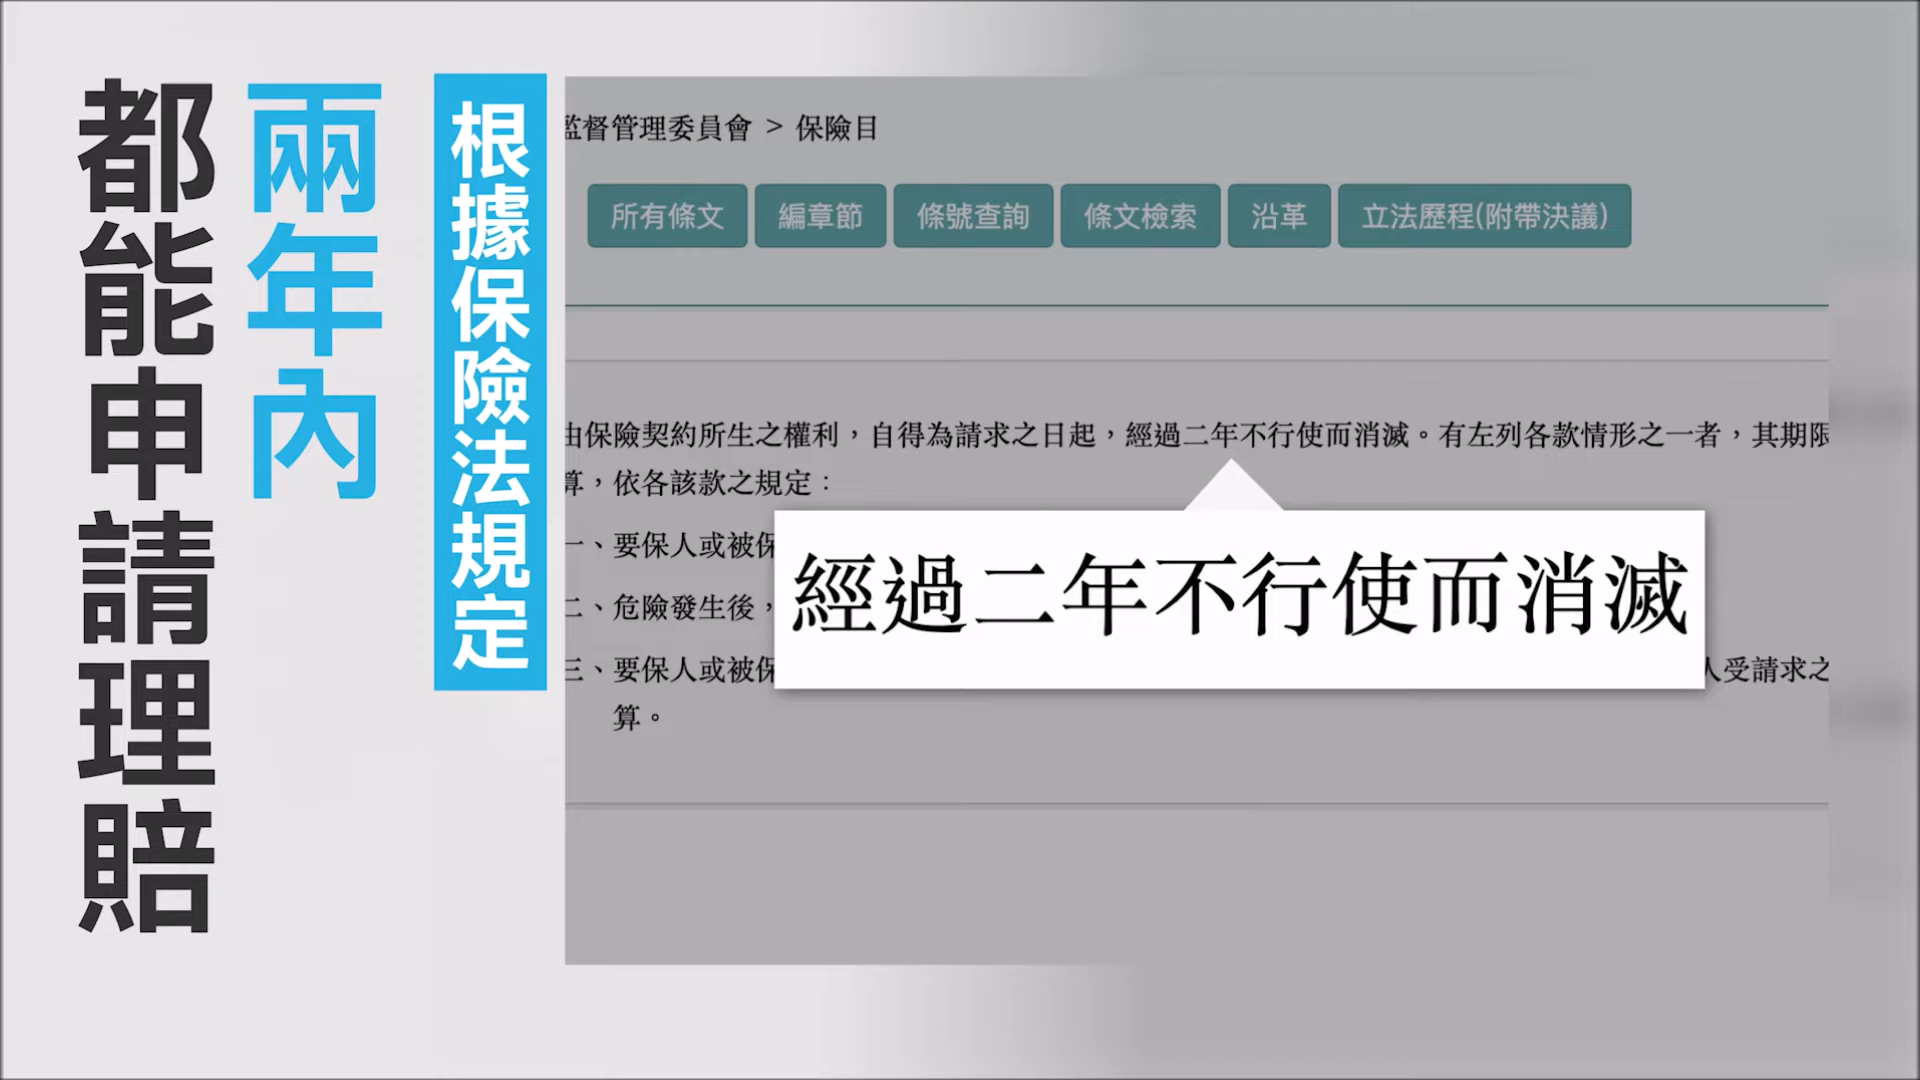 根據保險法規定
兩年內
都能申請理賠
監督管理委員會 > 保險目
所有條文
編章節
條號查詢
條文檢索
沿革
立法歷程(附帶決議)
由保險契約所生之權利，自得為請求之日起，經過二年不行使而消滅。有左列各款情形之一者，其期限
算，依各該款之規定：
一、要保人或被保
二、危險發生後，
經過二年不行使而消滅
三、要保人或被保
人受請求之
算。